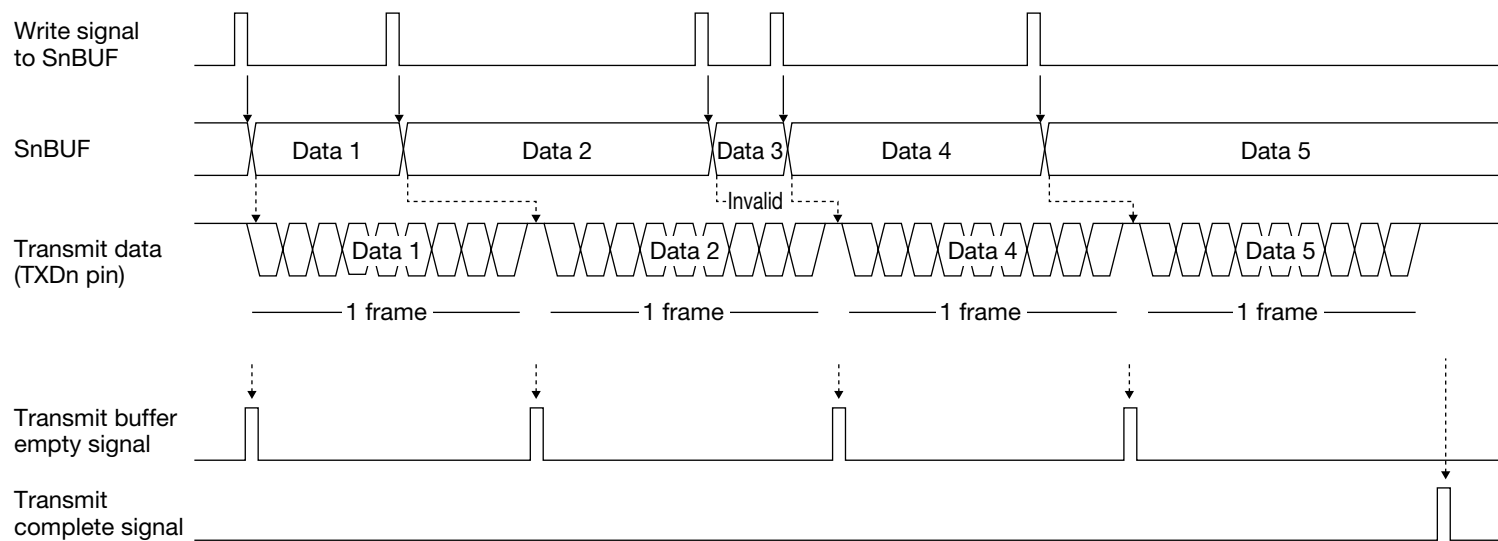 Write signal
to SnBUF
SnBUF
Data 1
Data 2
Data 3
Data 4
Data 5
Invalid
Transmit data
(TXDn pin)
Data 1
Data 2
Data 4
Data 5
1 frame
1 frame
1 frame
1 frame
Transmit buffer
empty signal
Transmit
complete signal